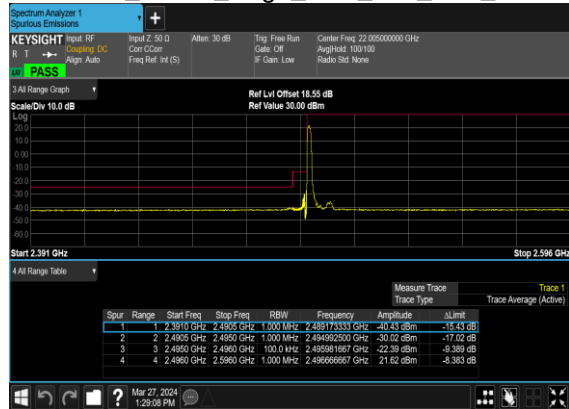 Spectrum Analyzer 1
Spurious Emissions
KEYSIGHT Input: RF Input Z: 50 Ω Atten: 30 dB Trig: Free Run Center Freq: 22.005000000 GHz
R T Coupling: DC Corr CCorr Gate: Off Avg|Hold: 100/100
Align: Auto Freq Ref: Int (S) IF Gain: Low Radio Std: None
PASS
3 All Range Graph
Ref Lvl Offset 18.55 dB
Scale/Div 10.0 dB Ref Value 30.00 dBm
Log
20.0
10.0
0.00
-10.0
-20.0
-30.0
-40.0
-50.0
-60.0
Start 2.391 GHz Stop 2.596 GHz
4 All Range Table
Measure Trace Trace 1
Trace Type Trace Average (Active)
Spur Range Start Freq Stop Freq RBW Frequency Amplitude ΔLimit
1 1 2.3910 GHz 2.4905 GHz 1.000 MHz 2.489173333 GHz -40.43 dBm -15.43 dB
2 2 2.4905 GHz 2.4950 GHz 1.000 MHz 2.494992500 GHz -30.02 dBm -17.02 dB
3 3 2.4950 GHz 2.4960 GHz 100.0 kHz 2.495981667 GHz -22.39 dBm -9.389 dB
4 4 2.4960 GHz 2.5960 GHz 1.000 MHz 2.496666667 GHz 21.62 dBm -8.383 dB
Mar 27, 2024
1:29:08 PM